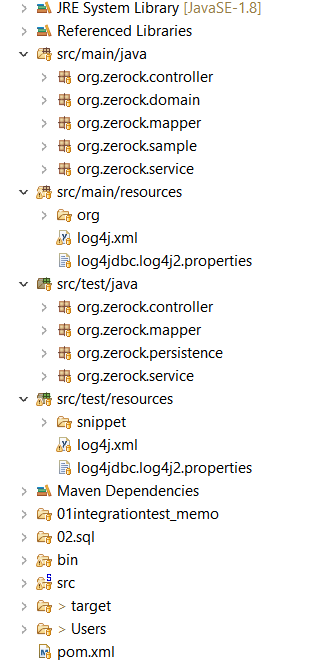 JRE System Library [JavaSE-1.8]
Referenced Libraries
src/main/java
org.zerock.controller
org.zerock.domain
org.zerock.mapper
org.zerock.sample
org.zerock.service
src/main/resources
org
log4j.xml
log4jdbc.log4j2.properties
src/test/java
org.zerock.controller
org.zerock.mapper
org.zerock.persistence
org.zerock.service
src/test/resources
snippet
log4j.xml
log4jdbc.log4j2.properties
Maven Dependencies
01integrationtest_memo
02.sql
bin
src
> target
> Users
pom.xml